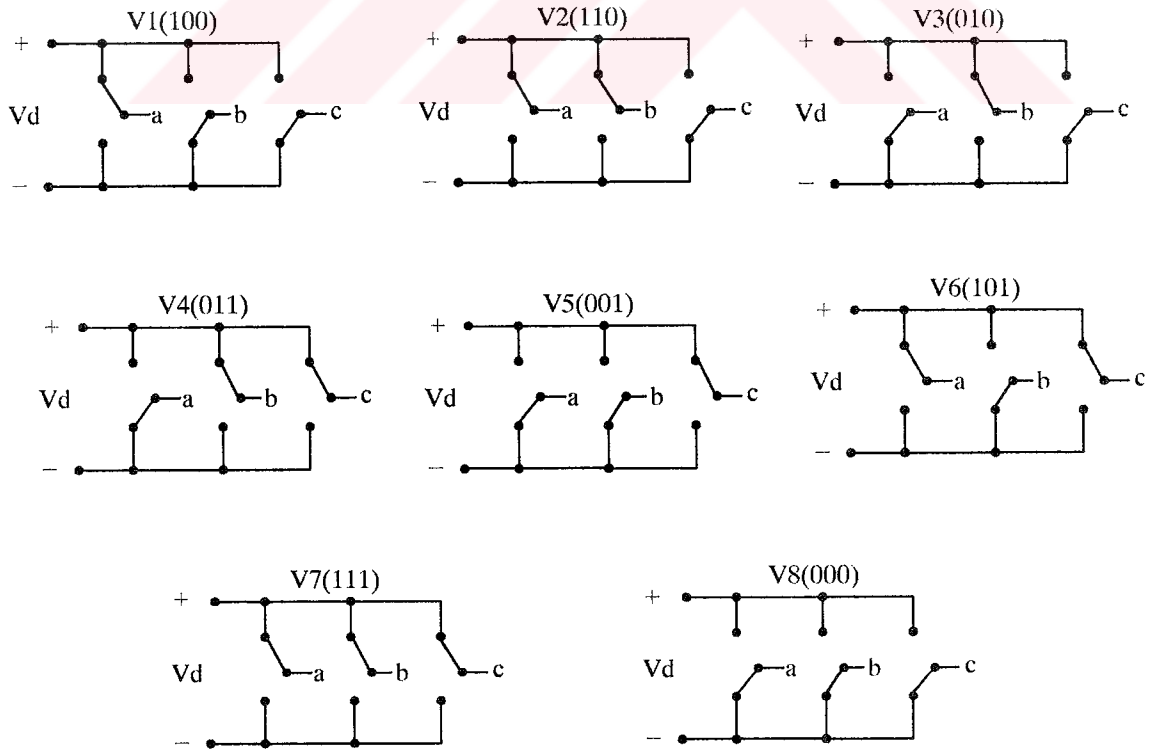 V1(100)
+
Vd
a
b
c
−
V2(110)
+
Vd
a
b
c
−
V3(010)
+
Vd
a
b
c
−
V4(011)
+
Vd
a
b
c
−
V5(001)
+
Vd
a
b
c
−
V6(101)
+
Vd
a
b
c
−
V7(111)
+
Vd
a
b
c
−
V8(000)
+
Vd
a
b
c
−